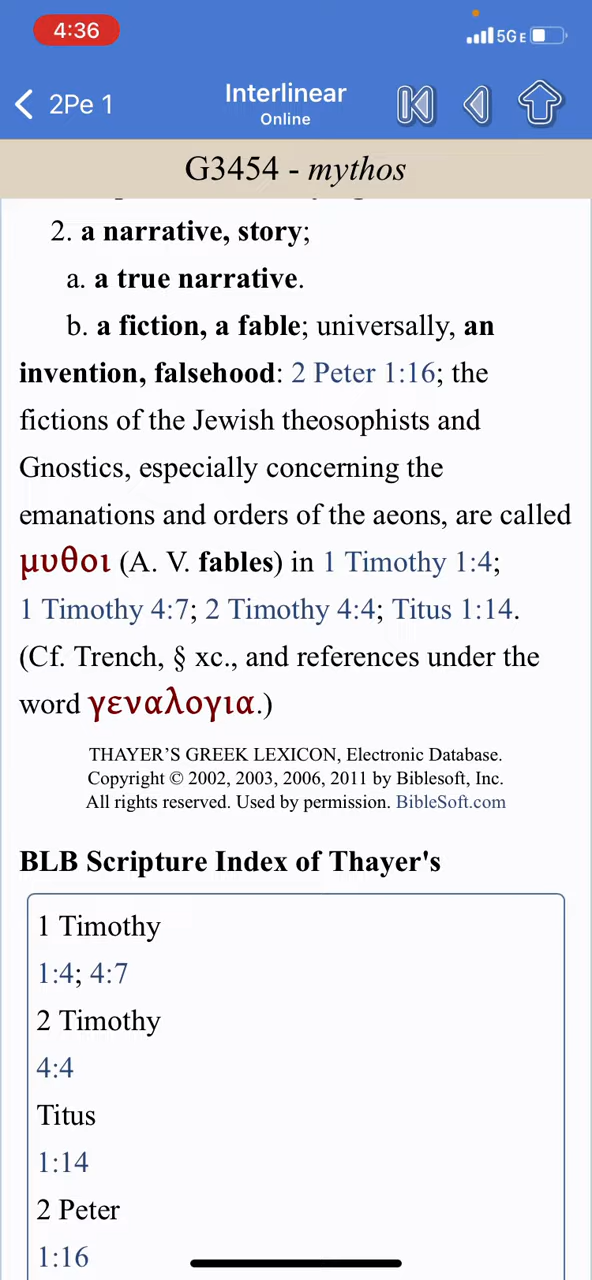 4:36
5GE
2Pe 1
Interlinear
Online
G3454 - mythos
2. a narrative, story;
a. a true narrative.
b. a fiction, a fable; universally, an
invention, falsehood: 2 Peter 1:16; the
fictions of the Jewish theosophists and
Gnostics, especially concerning the
emanations and orders of the aeons, are called
μυθοι (A. V. fables) in 1 Timothy 1:4;
1 Timothy 4:7; 2 Timothy 4:4; Titus 1:14.
(Cf. Trench, § xc., and references under the
word γεναλογια.)
THAYER'S GREEK LEXICON, Electronic Database.
Copyright © 2002, 2003, 2006, 2011 by Biblesoft, Inc.
All rights reserved. Used by permission. BibleSoft.com
BLB Scripture Index of Thayer's
1 Timothy
1:4; 4:7
2 Timothy
4:4
Titus
1:14
2 Peter
1:16